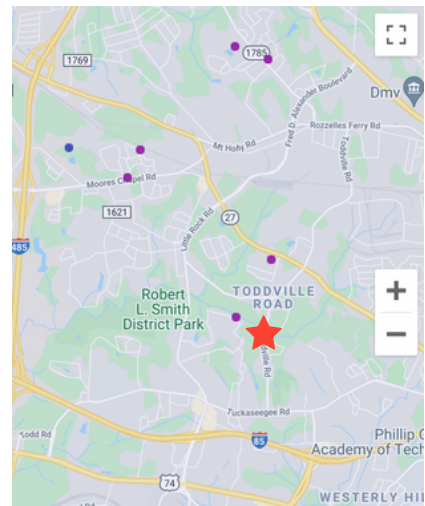 1785
1769
Dmv
Fred D. Alexander Boulevard
Rozzelles Ferry Rd
Mt Holly Rd
Toddville Rd
Moores Chapel Rd
1621
27
Little Rock Rd
485
TODDVILLE
ROAD
Robert
L. Smith
District Park
+
−
ville Rd
Tuckaseegee Rd
85
Phillip
Academy of Tech
74
WESTERLY HI